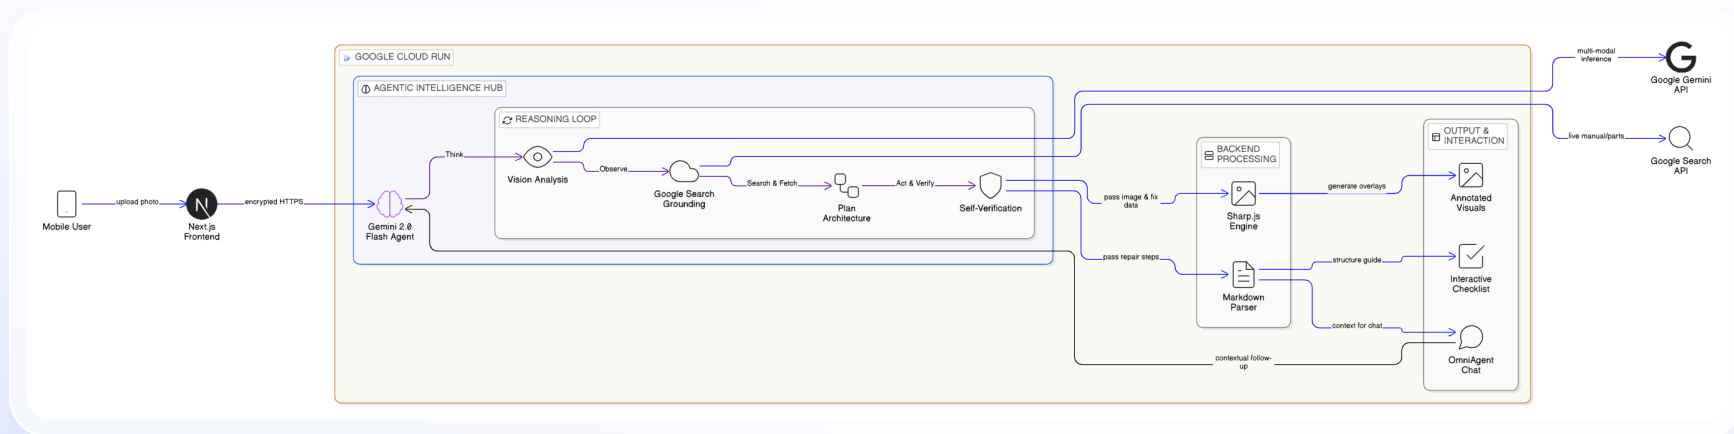 GOOGLE CLOUD RUN
AGENTIC INTELLIGENCE HUB
REASONING LOOP
multi-modal
inference
Google Gemini
API
live manual/parts
Google Search
API
OUTPUT &
INTERACTION
BACKEND
PROCESSING
Mobile User
upload photo
N
Next.js
Frontend
encrypted HTTPS
Gemini 2.0
Flash Agent
Think
Vision Analysis
Observe
Google Search
Grounding
Search & Fetch
Plan
Architecture
Act & Verify
Self-Verification
pass image & fix
data
pass repair steps
Sharp.js
Engine
Markdown
Parser
generate overlays
structure guide
context for chat
contextual follow-
up
Annotated
Visuals
Interactive
Checklist
OmniAgent
Chat
G